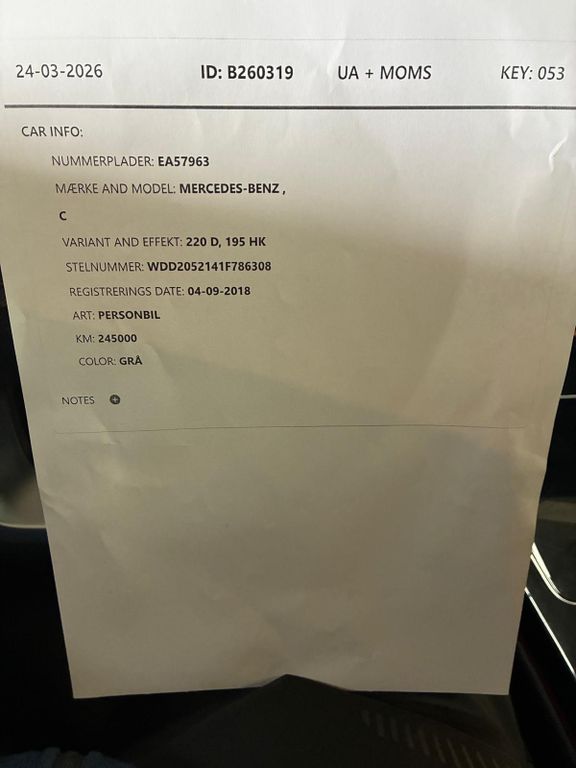 24-03-2026 ID: B260319 UA + MOMS KEY: 053
CAR INFO:
NUMMERPLADER: EA57963
MÆRKE AND MODEL: MERCEDES-BENZ ,
C
VARIANT AND EFFEKT: 220 D, 195 HK
STELNUMMER: WDD2052141F786308
REGISTRERINGS DATE: 04-09-2018
ART: PERSONBIL
KM: 245000
COLOR: GRÅ
NOTES